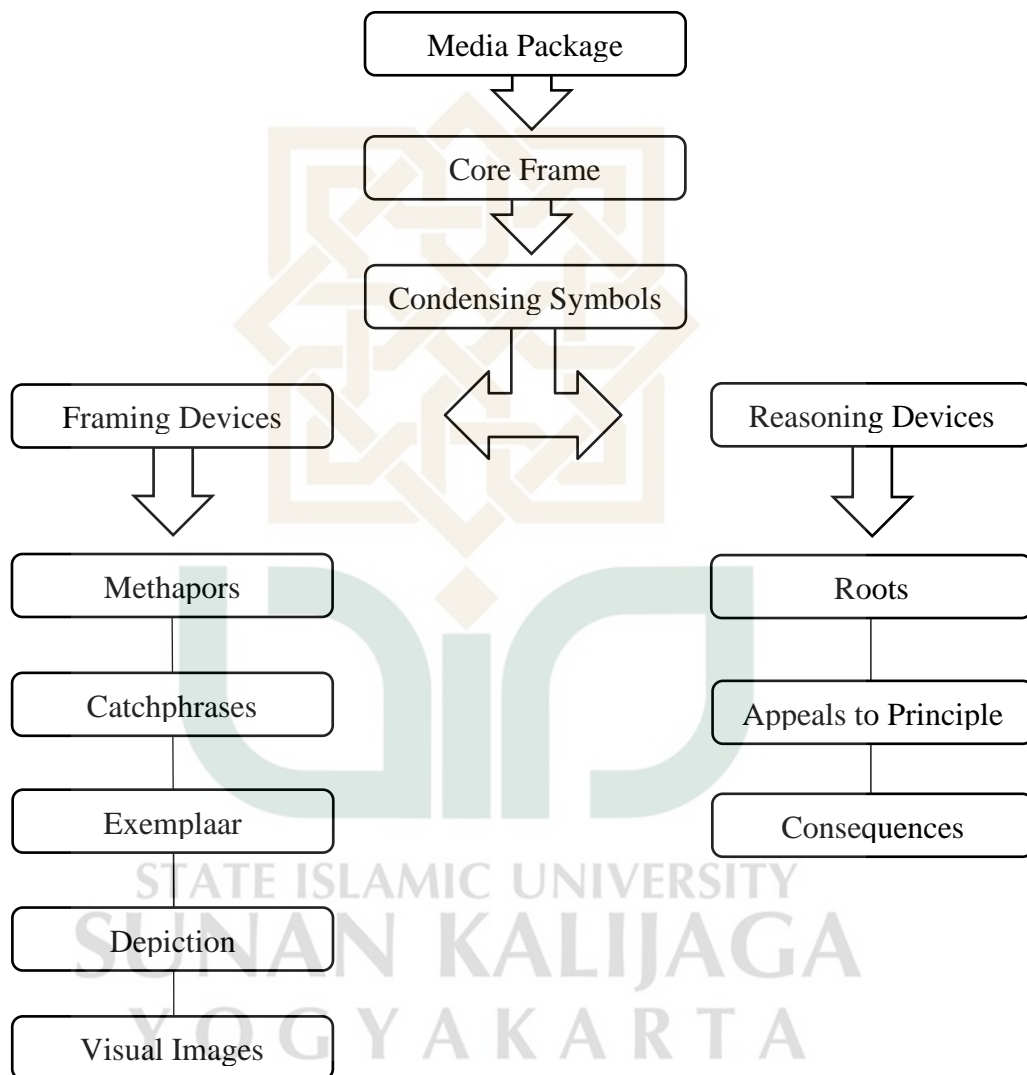 Media Package
Core Frame
Condensing Symbols
Framing Devices
Reasoning Devices
Methapors
Roots
Catchphrases
Appeals to Principle
Exemplaar
Consequences
Depiction
Visual Images
STATE ISLAMIC UNIVERSITY
SUNAN KALIJAGA
YOGYAKARTA